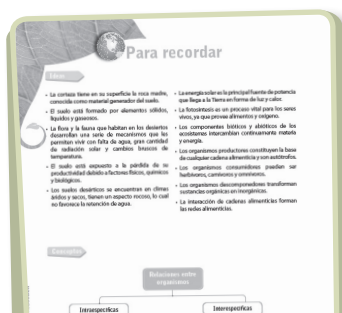 Para recordar
Ideas
• La corteza tiene en su superficie la roca madre,
conocida como material generador del suelo.
• El suelo está formado por elementos sólidos,
líquidos y gaseosos.
• La flora y la fauna que habitan en los desiertos
desarrollan una serie de mecanismos que les
permiten vivir con falta de agua, gran cantidad
de radiación solar y cambios bruscos de
temperatura.
• El suelo está expuesto a la pérdida de su
productividad debido a factores físicos, químicos
y biológicos.
• Los suelos desérticos se encuentran en climas
áridos y secos, tienen un aspecto rocoso, lo cual
no favorece la retención de agua.
• La energía solar es la principal fuente de potencia
que llega a la Tierra en forma de luz y calor.
• La fotosíntesis es un proceso vital para los seres
vivos, ya que provee alimentos y oxígeno.
• Los componentes bióticos y abióticos de los
ecosistemas intercambian continuamente materia
y energía.
• Los organismos productores constituyen la base
de cualquier cadena alimenticia y son autótrofos.
• Los organismos consumidores pueden ser
herbívoros, carnívoros y omnívoros.
• Los organismos descomponedores transforman
sustancias orgánicas en inorgánicas.
• La interacción de cadenas alimenticias forman
las redes alimenticias.
Conceptos
Relaciones entre
organismos
Intraespecíficas
Interespecíficas